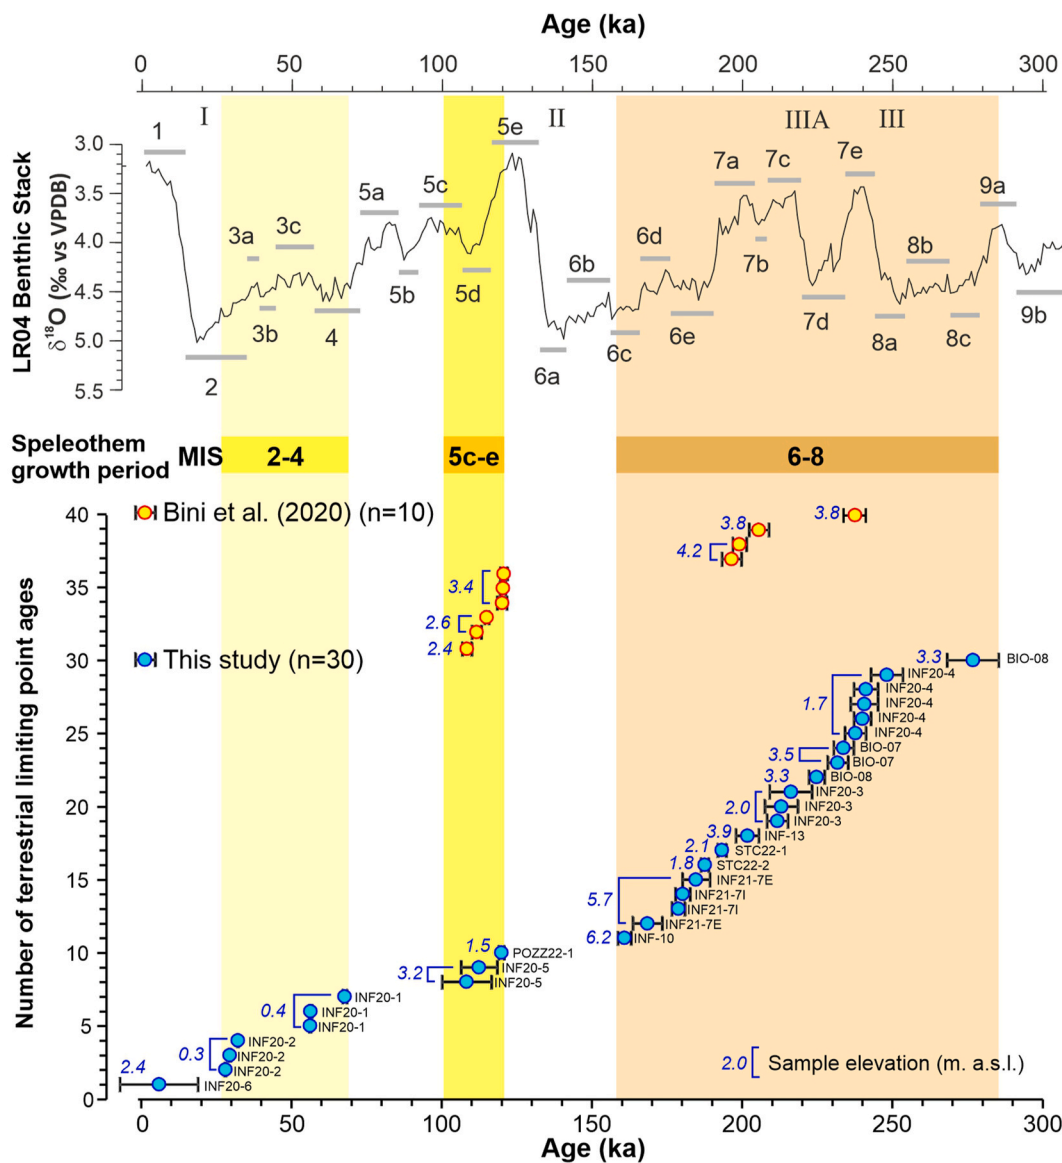 Age (ka)
0 50 100 150 200 250 300
I II IIIA III
LR04 Benthic Stack
δ18O (‰ vs VPDB)
3.0
3.5
4.0
4.5
5.0
5.5
1
2
3a
3b
3c
4
5a
5b
5c
5d
5e
6a
6b
6c
6d
6e
7a
7b
7c
7d
7e
8a
8b
8c
9a
9b
Speleothem
growth period
MIS 2-4 5c-e 6-8
Number of terrestrial limiting point ages
40
35
30
25
20
15
10
5
0
Bini et al. (2020) (n=10)
3.8
3.8
4.2
3.4
2.6
2.4
This study (n=30)
3.3 BIO-08
INF20-4
INF20-4
1.7 INF20-4
INF20-4
INF20-4
BIO-07
3.5 BIO-07
3.3 BIO-08
INF20-3
2.0 INF20-3
INF20-3
3.9 INF-13
2.1 STC22-1
1.8 STC22-2
INF21-7E
5.7 INF21-7I
INF21-7I
INF21-7E
6.2 INF-10
1.5 POZZ22-1
3.2 INF20-5
INF20-5
INF20-1
0.4 INF20-1
INF20-1
INF20-2
0.3 INF20-2
INF20-2
2.4 INF20-6
2.0 Sample elevation (m. a.s.l.)
0 50 100 150 200 250 300
Age (ka)